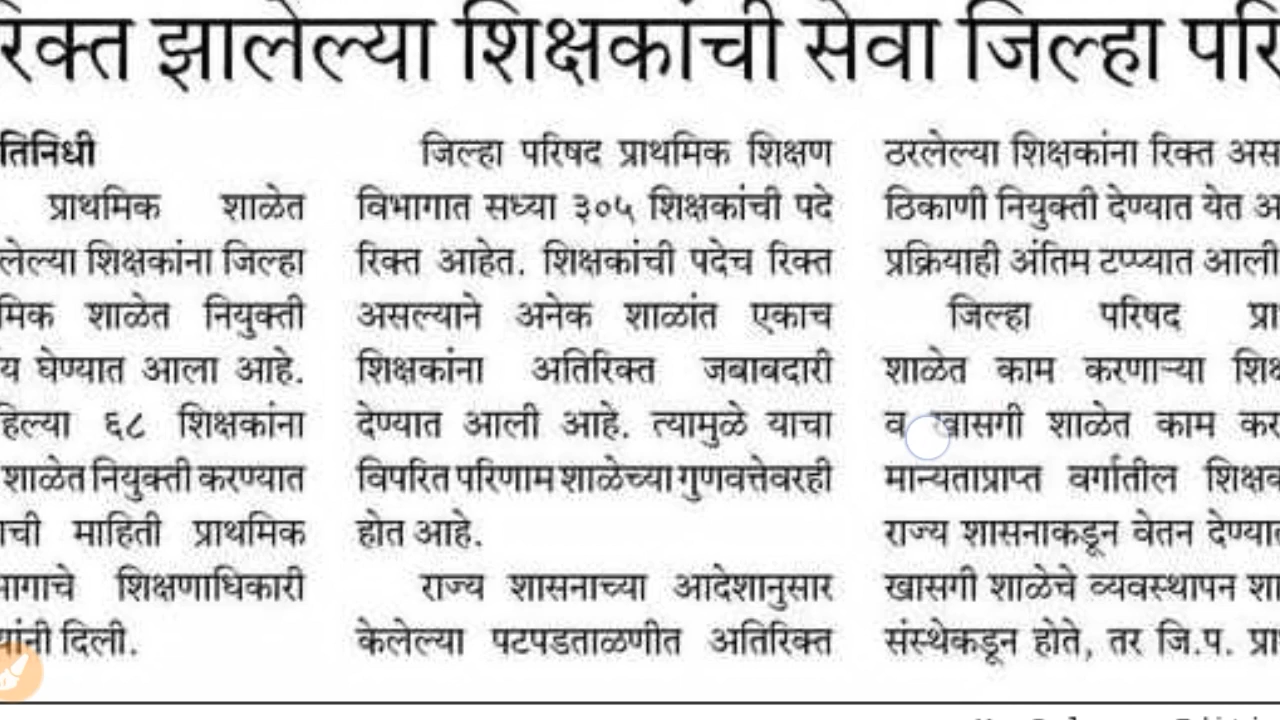 रिक्त झालेल्या शिक्षकांची सेवा जिल्हा परि
तिनिधी
प्राथमिक शाळेत
लेल्या शिक्षकांना जिल्हा
मिक शाळेत नियुक्ती
य घेण्यात आला आहे.
हिल्या ६८ शिक्षकांना
शाळेत नियुक्ती करण्यात
ाची माहिती प्राथमिक
भागाचे शिक्षणाधिकारी
यांनी दिली.
जिल्हा परिषद प्राथमिक शिक्षण
विभागात सध्या ३०५ शिक्षकांची पदे
रिक्त आहेत. शिक्षकांची पदेच रिक्त
असल्याने अनेक शाळांत एकाच
शिक्षकांना अतिरिक्त जबाबदारी
देण्यात आली आहे. त्यामुळे याचा
विपरित परिणाम शाळेच्या गुणवत्तेवरही
होत आहे.
राज्य शासनाच्या आदेशानुसार
केलेल्या पटपडताळणीत अतिरिक्त
ठरलेल्या शिक्षकांना रिक्त अस
ठिकाणी नियुक्ती देण्यात येत अ
प्रक्रियाही अंतिम टप्प्यात आली
जिल्हा परिषद प्रा
शाळेत काम करणाऱ्या शिक्ष
व खासगी शाळेत काम कर
मान्यताप्राप्त वर्गातील शिक्षक
राज्य शासनाकडून वेतन देण्यात
खासगी शाळेचे व्यवस्थापन शा
संस्थेकडून होते, तर जि.प. प्रा